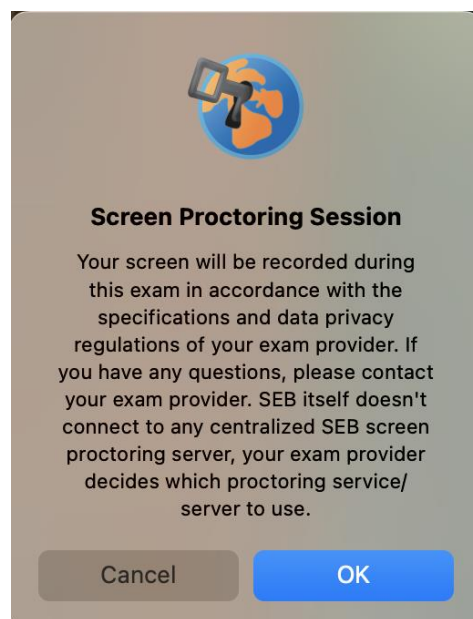 Screen Proctoring Session
Your screen will be recorded during
this exam in accordance with the
specifications and data privacy
regulations of your exam provider. If
you have any questions, please contact
your exam provider. SEB itself doesn't
connect to any centralized SEB screen
proctoring server, your exam provider
decides which proctoring service/
server to use.
Cancel
OK